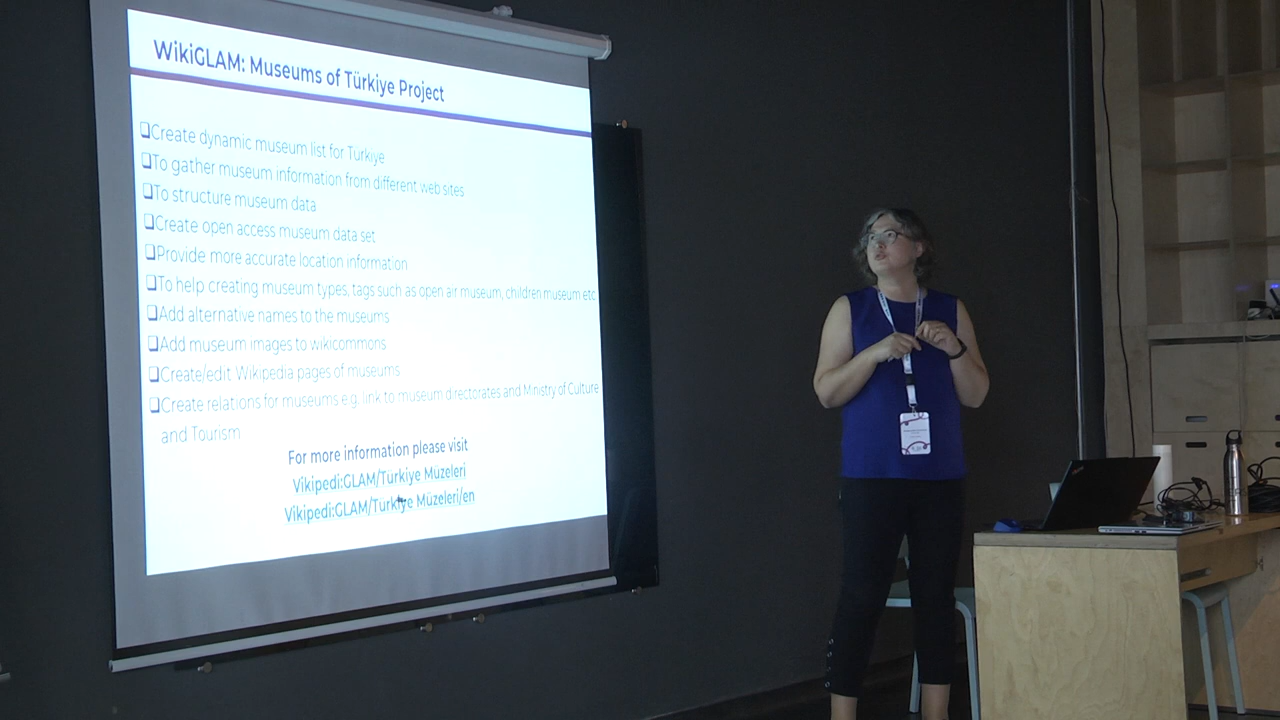 WikiGLAM: Museums of Türkiye Project
❑Create dynamic museum list for Türkiye
❑To gather museum information from different web sites
❑To structure museum data
❑Create open access museum data set
❑Provide more accurate location information
❑To help creating museum types, tags such as open air museum, children museum etc
❑Add alternative names to the museums
❑Add museum images to wikicommons
❑Create/edit Wikipedia pages of museums
❑Create relations for museums e.g. link to museum directorates and Ministry of Culture
and Tourism
For more information please visit
Vikipedi:GLAM/Türkiye Müzeleri
Vikipedi:GLAM/Türkiye Müzeleri/en